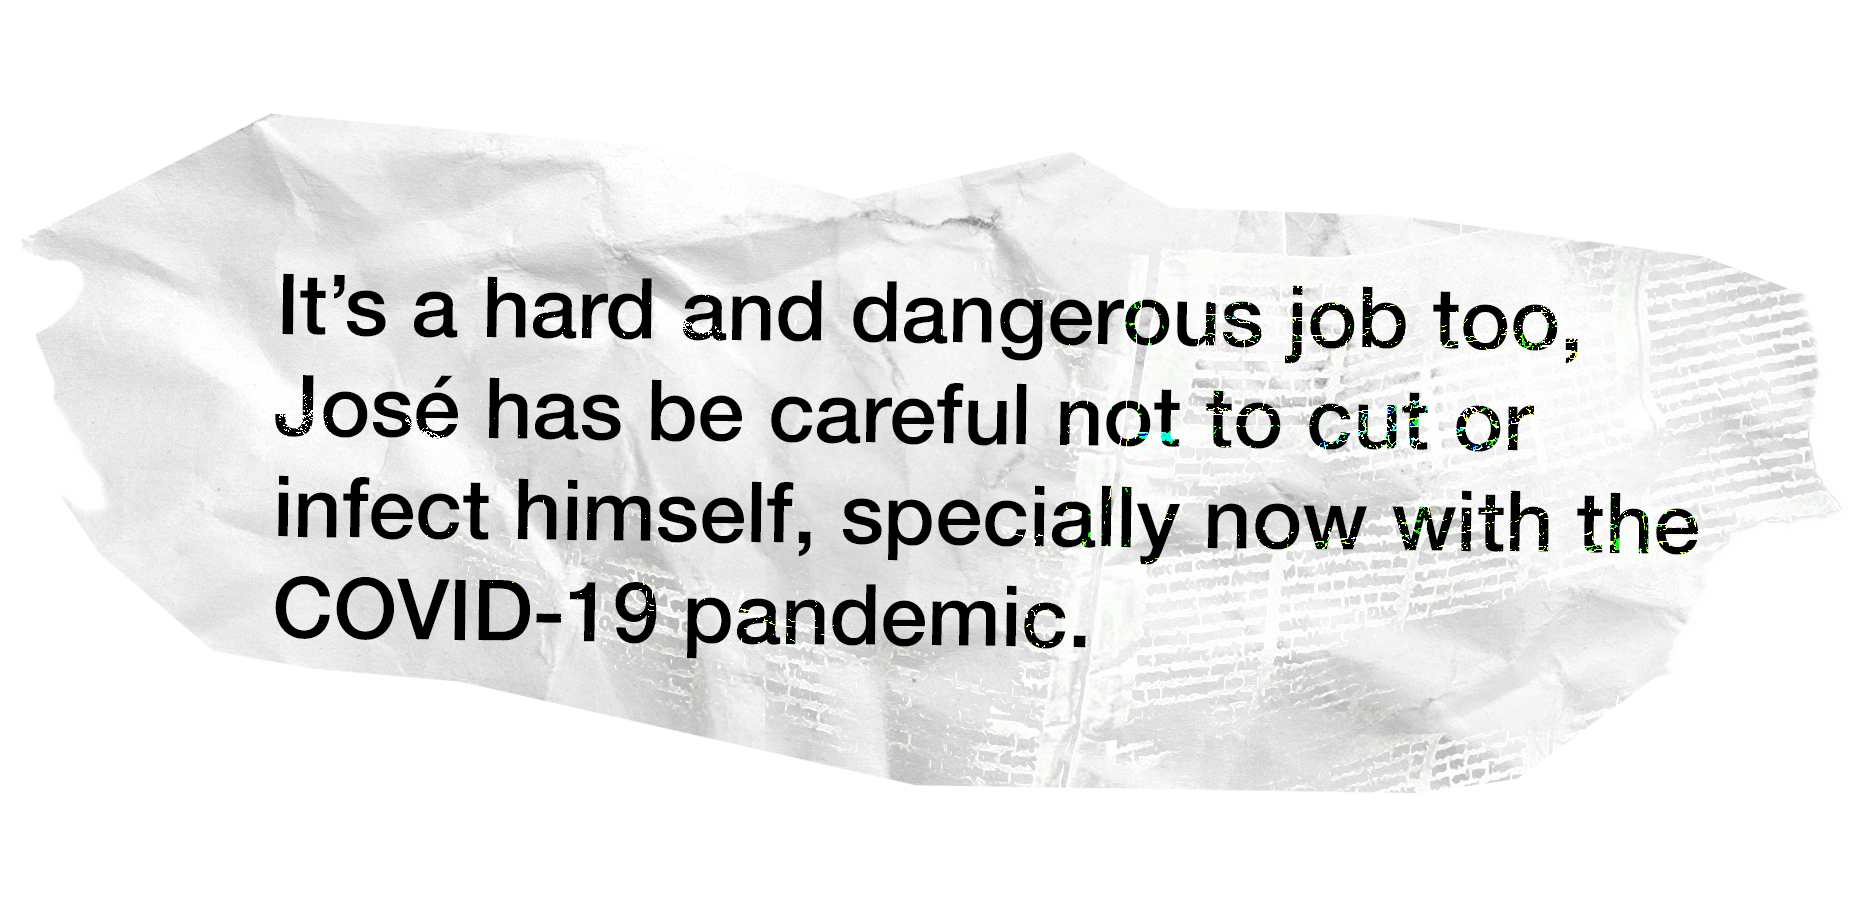 It’s a hard and dangerous job too,
José has be careful not to cut or
infect himself, specially now with the
COVID-19 pandemic.